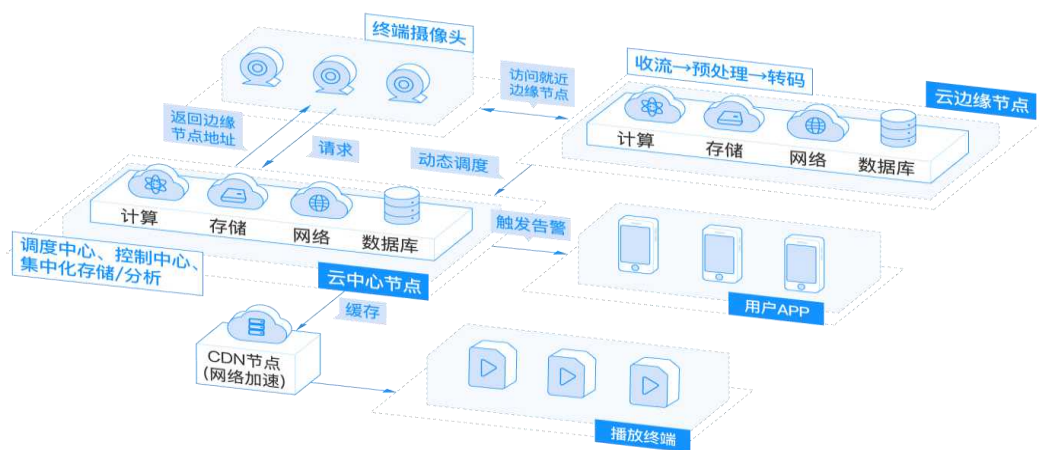 终端摄像头
收流→预处理→转码
云边缘节点
计算
存储
网络
数据库
访问就近
边缘节点
返回边缘
节点地址
请求
动态调度
计算
存储
网络
数据库
调度中心、控制中心、
集中化存储/分析
云中心节点
触发告警
用户APP
缓存
CDN节点
(网络加速)
播放终端